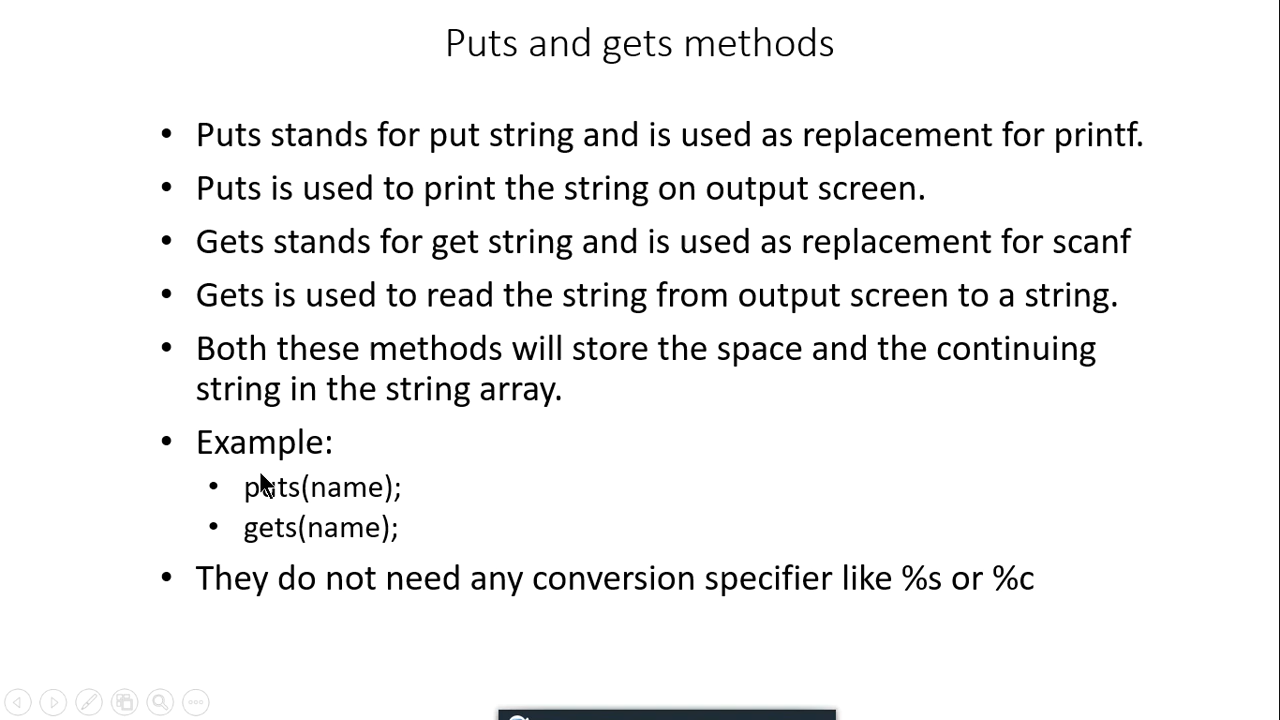 Puts and gets methods
• Puts stands for put string and is used as replacement for printf.
• Puts is used to print the string on output screen.
• Gets stands for get string and is used as replacement for scanf
• Gets is used to read the string from output screen to a string.
• Both these methods will store the space and the continuing
string in the string array.
• Example:
• puts(name);
• gets(name);
• They do not need any conversion specifier like %s or %c